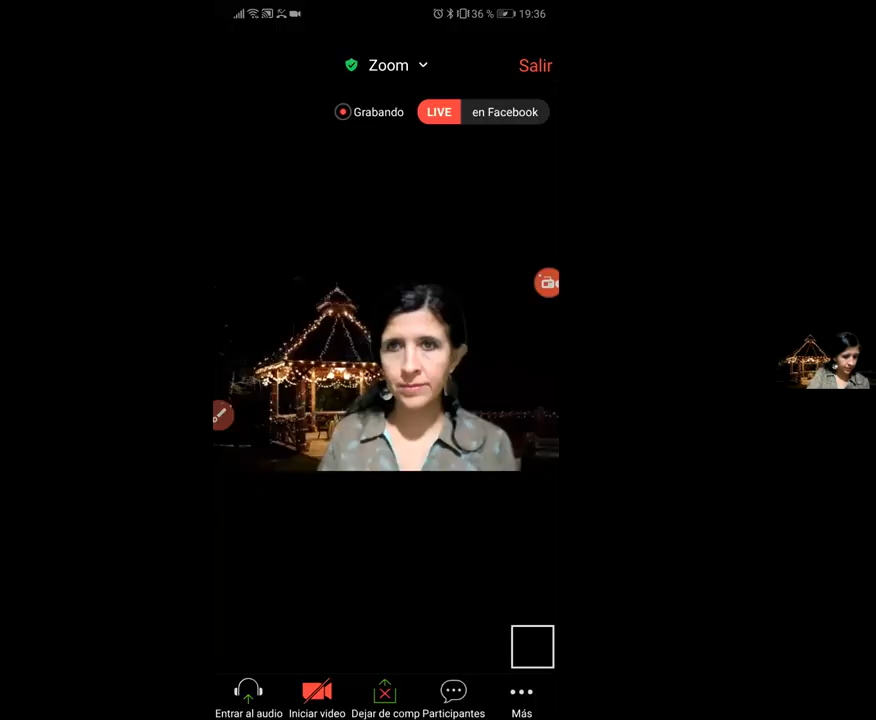 36 % 19:36
Zoom Salir
Grabando LIVE en Facebook
Entrar al audio Iniciar video Dejar de comp Participantes Más